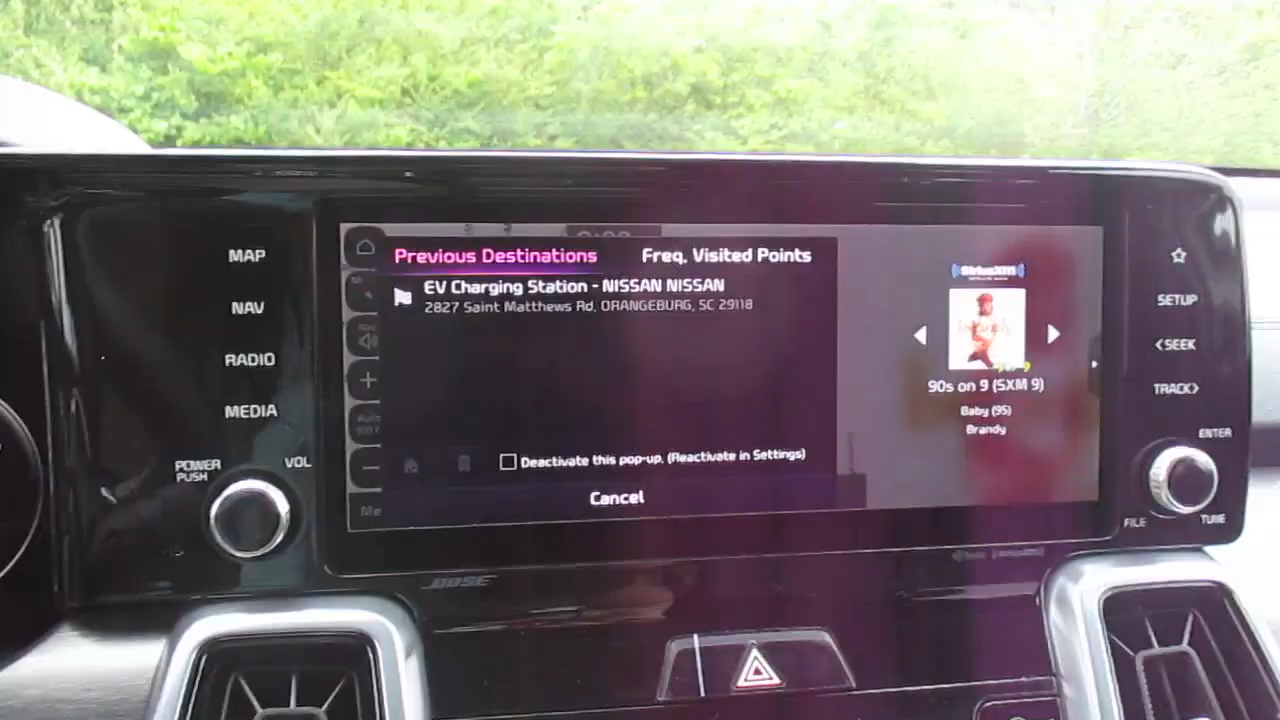 MAP
NAV
RADIO
MEDIA
POWER
PUSH
VOL
Previous Destinations
Freq. Visited Points
EV Charging Station - NISSAN NISSAN
2827 Saint Matthews Rd, ORANGEBURG, SC 29118
Deactivate this pop-up. (Reactivate in Settings)
Cancel
Me
SiriusXM
90s on 9 (SXM 9)
Baby (95)
Brandy
SETUP
<SEEK
TRACK>
ENTER
FILE
TUNE
BOSE